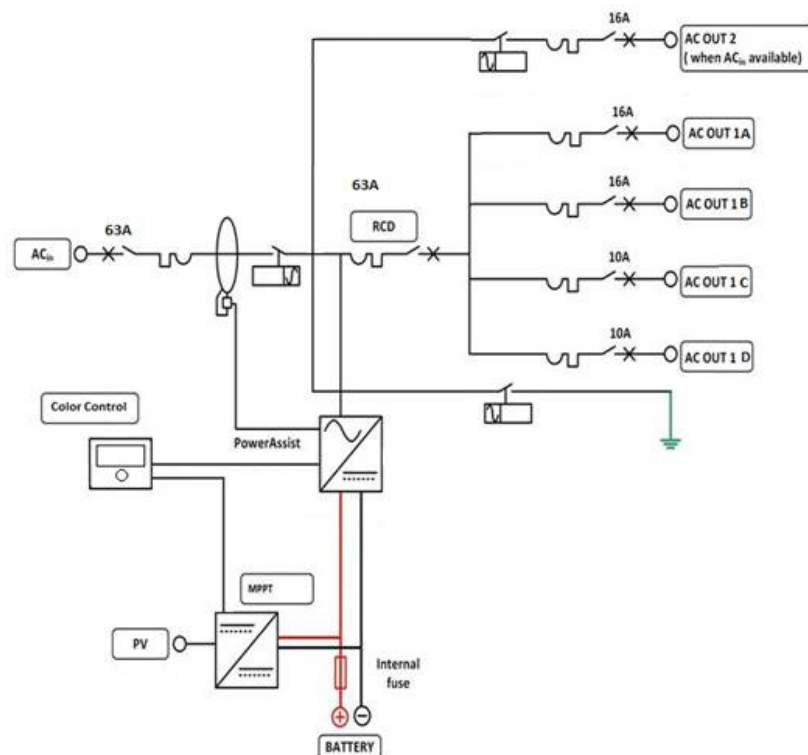 16A
AC OUT 2
( when ACin available)
16A
AC OUT 1A
63A
16A
RCD
AC OUT 1B
63A
ACin
10A
AC OUT 1 C
10A
AC OUT 1 D
Color Control
PowerAssist
MPPT
PV
Internal
fuse
BATTERY